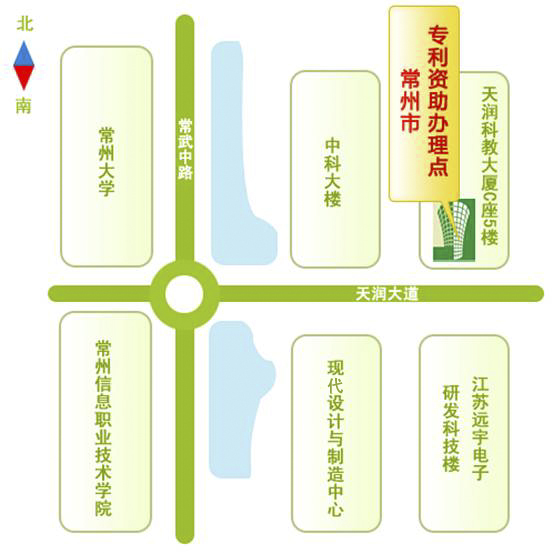 北
南
常州大学
常武中路
中科大楼
常州市
专利资助办理点
天润科教大厦C座5楼
天润大道
常州信息职业技术学院
现代设计与制造中心
江苏远宇电子
研发科技楼